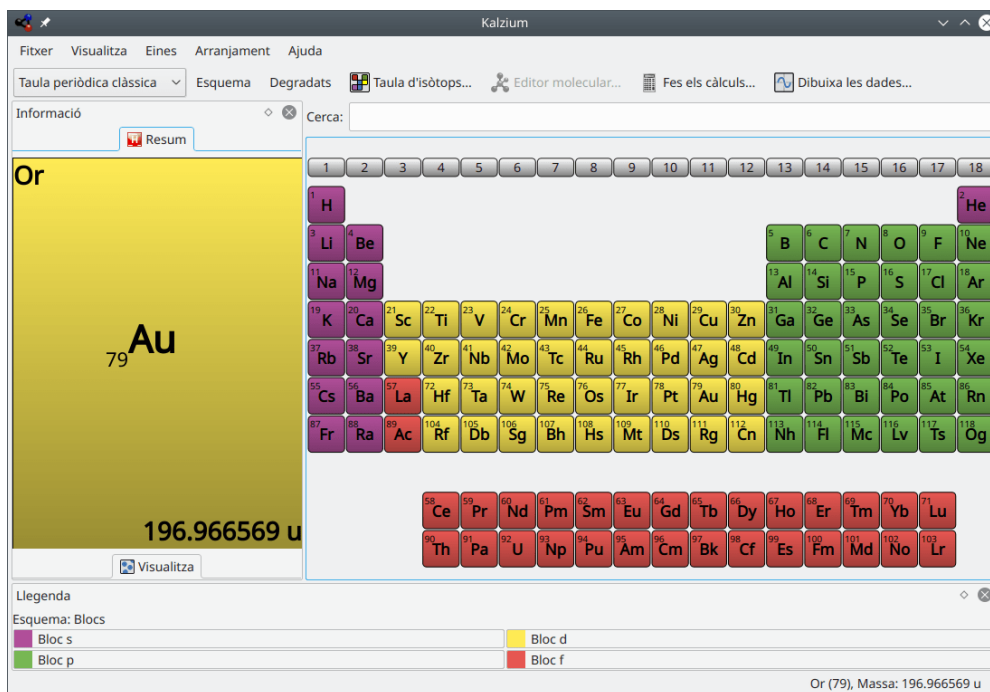 Kalzium
Fitxer Visualitza Eines Arranjament Ajuda
Taula periòdica clàssica Esquema Degradats Taula d'isòtops... Editor molecular... Fes els càlculs... Dibuixa les dades...
Informació
Cerca:
Resum
Or
79Au
196.966569 u
Visualitza
1 2 3 4 5 6 7 8 9 10 11 12 13 14 15 16 17 18
1 H 2 He
3 Li 4 Be 5 B 6 C 7 N 8 O 9 F 10 Ne
11 Na 12 Mg 13 Al 14 Si 15 P 16 S 17 Cl 18 Ar
19 K 20 Ca 21 Sc 22 Ti 23 V 24 Cr 25 Mn 26 Fe 27 Co 28 Ni 29 Cu 30 Zn 31 Ga 32 Ge 33 As 34 Se 35 Br 36 Kr
37 Rb 38 Sr 39 Y 40 Zr 41 Nb 42 Mo 43 Tc 44 Ru 45 Rh 46 Pd 47 Ag 48 Cd 49 In 50 Sn 51 Sb 52 Te 53 I 54 Xe
55 Cs 56 Ba 57 La 72 Hf 73 Ta 74 W 75 Re 76 Os 77 Ir 78 Pt 79 Au 80 Hg 81 Tl 82 Pb 83 Bi 84 Po 85 At 86 Rn
87 Fr 88 Ra 89 Ac 104 Rf 105 Db 106 Sg 107 Bh 108 Hs 109 Mt 110 Ds 111 Rg 112 Cn 113 Nh 114 Fl 115 Mc 116 Lv 117 Ts 118 Og
58 Ce 59 Pr 60 Nd 61 Pm 62 Sm 63 Eu 64 Gd 65 Tb 66 Dy 67 Ho 68 Er 69 Tm 70 Yb 71 Lu
90 Th 91 Pa 92 U 93 Np 94 Pu 95 Am 96 Cm 97 Bk 98 Cf 99 Es 100 Fm 101 Md 102 No 103 Lr
Llegenda
Esquema: Blocs
Bloc s Bloc d
Bloc p Bloc f
Or (79), Massa: 196.966569 u